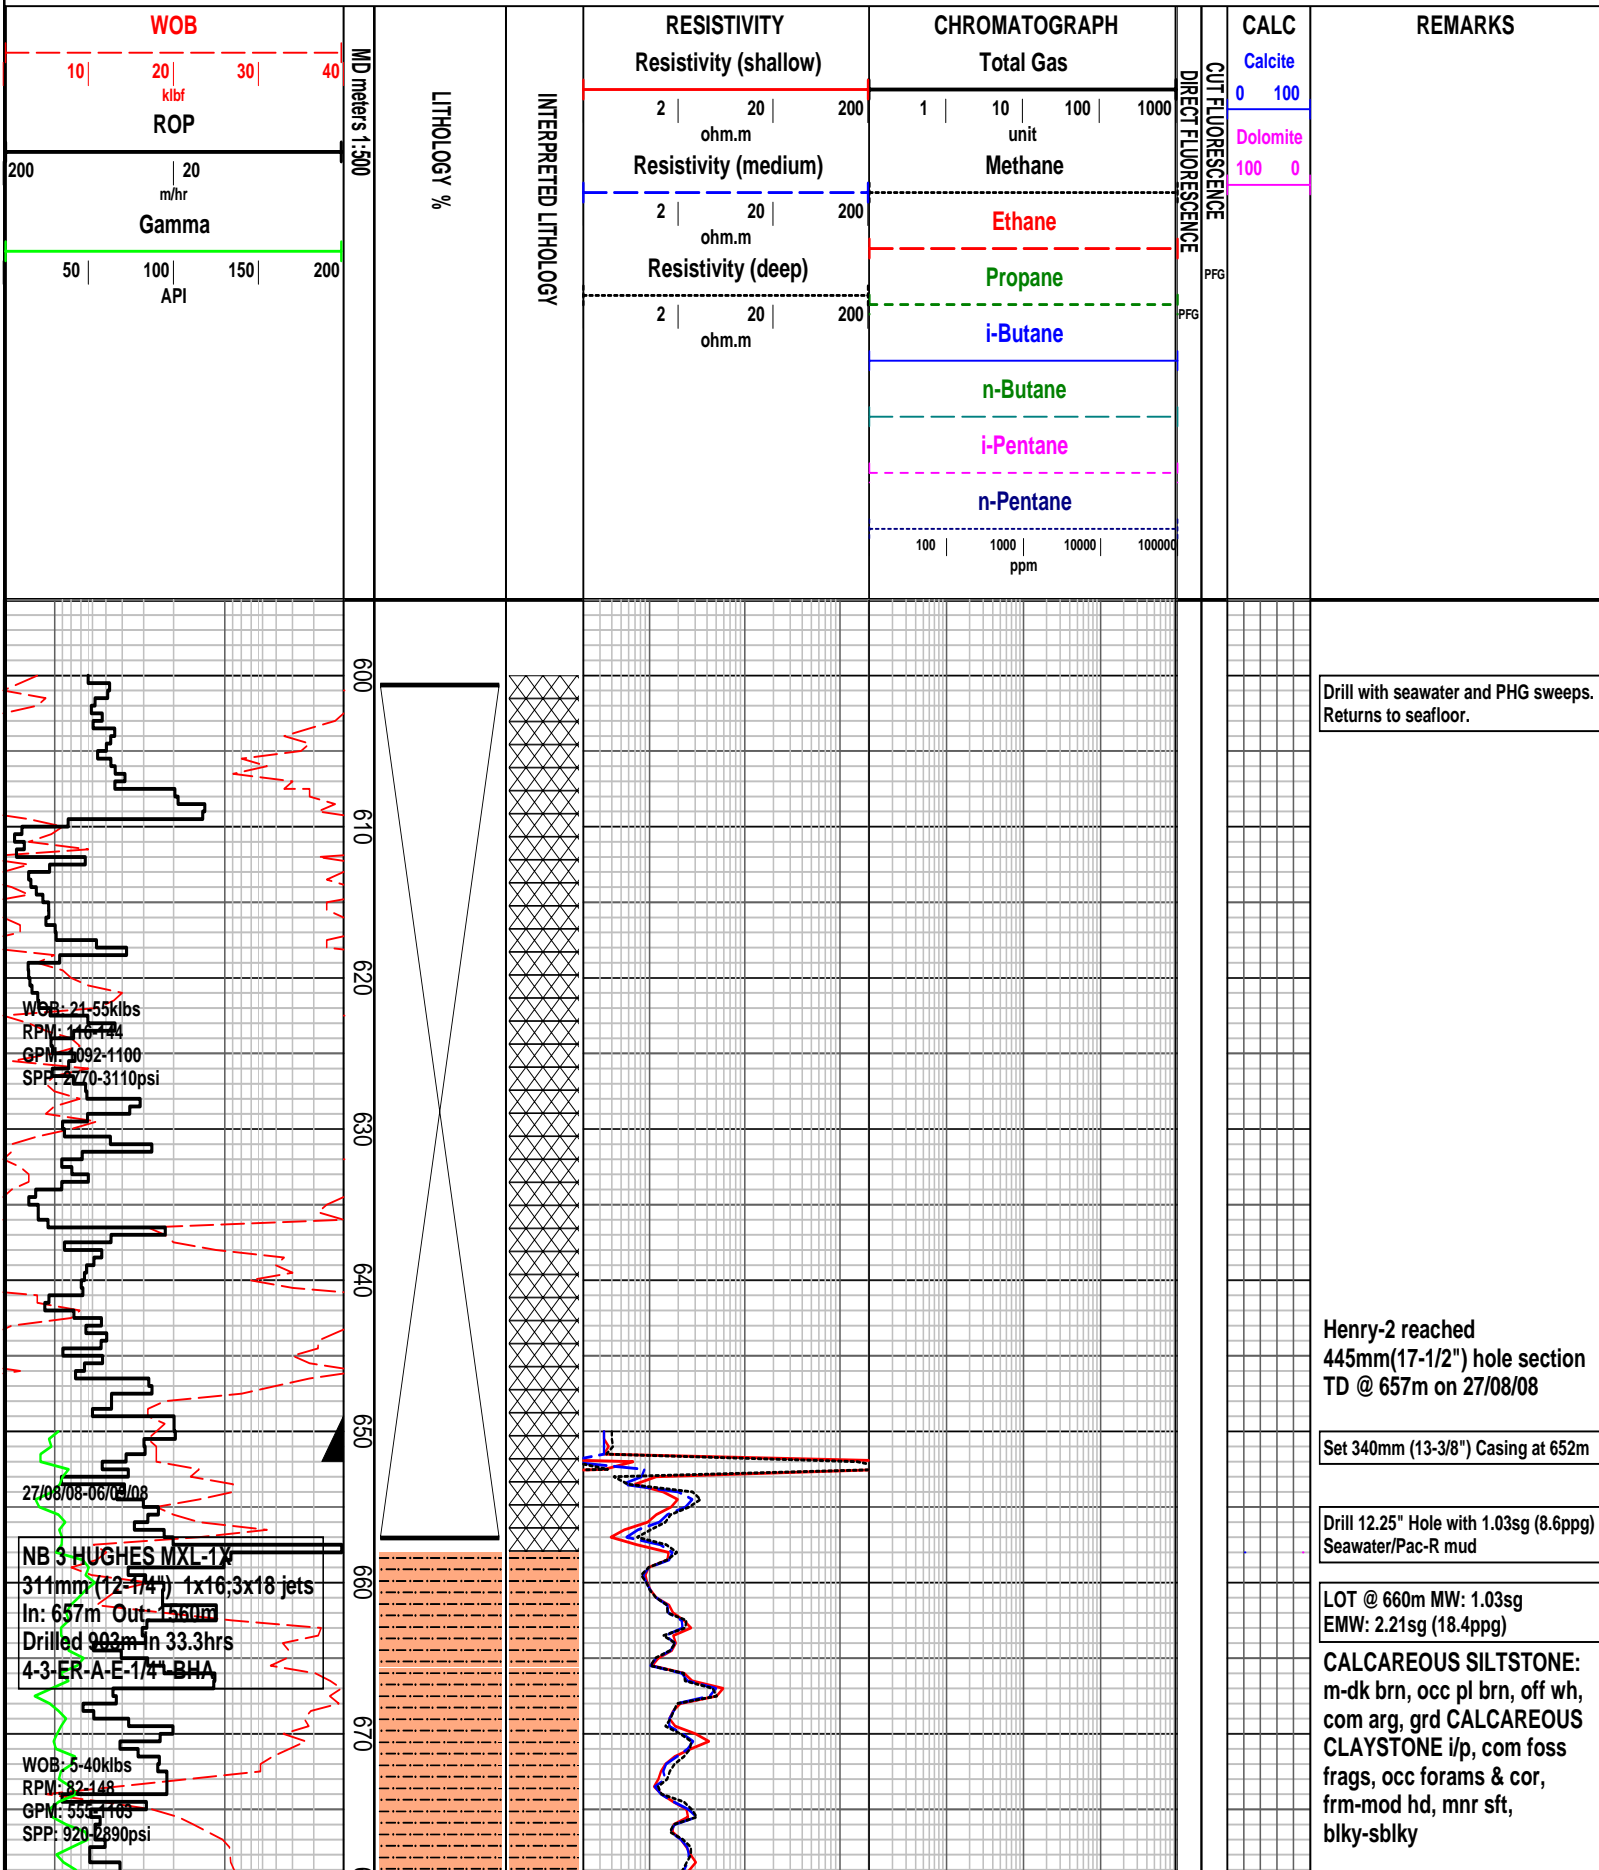 WOB
10 20 30 40
klbf
ROP
200 20
m/hr
Gamma
50 100 150 200
API
MD meters 1:500
LITHOLOGY %
INTERPRETED LITHOLOGY
RESISTIVITY
Resistivity (shallow)
2 20 200
ohm.m
Resistivity (medium)
2 20 200
ohm.m
Resistivity (deep)
2 20 200
ohm.m
CHROMATOGRAPH
Total Gas
1 10 100 1000
unit
Methane
Ethane
Propane
i-Butane
n-Butane
i-Pentane
n-Pentane
100 1000 10000 100000
ppm
DIRECT FLUORESCENCE
PFG
CUT FLUORESCENCE
PFG
CALC
Calcite
0 100
Dolomite
100 0
REMARKS
600
610
620
630
640
650
660
670
WOB: 21-55klbs
RPM: 116-144
GPM: 1092-1100
SPP: 2770-3110psi
27/08/08-06/09/08
NB 3 HUGHES MXL-1X
311mm (12-1/4") 1x16;3x18 jets
In: 657m Out: 1560m
Drilled 903m in 33.3hrs
4-3-ER-A-E-1/4"-BHA
WOB: 5-40klbs
RPM: 82-148
GPM: 555-1103
SPP: 920-2890psi
Drill with seawater and PHG sweeps.
Returns to seafloor.
Henry-2 reached
445mm(17-1/2") hole section
TD @ 657m on 27/08/08
Set 340mm (13-3/8") Casing at 652m
Drill 12.25" Hole with 1.03sg (8.6ppg)
Seawater/Pac-R mud
LOT @ 660m MW: 1.03sg
EMW: 2.21sg (18.4ppg)
CALCAREOUS SILTSTONE:
m-dk brn, occ pl brn, off wh,
com arg, grd CALCAREOUS
CLAYSTONE i/p, com foss
frags, occ forams & cor,
frm-mod hd, mnr sft,
blky-sblky